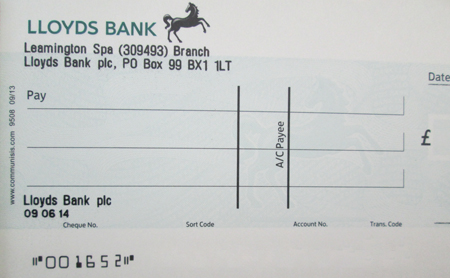 LLOYDS BANK
Leamington Spa (309493) Branch
Lloyds Bank plc, PO Box 99 BX1 1LT
Date
Pay
£
A/C Payee
www.communisis.com 9508 09/13
Lloyds Bank plc
09 06 14
Cheque No. Sort Code Account No. Trans. Code
⑈001652⑈